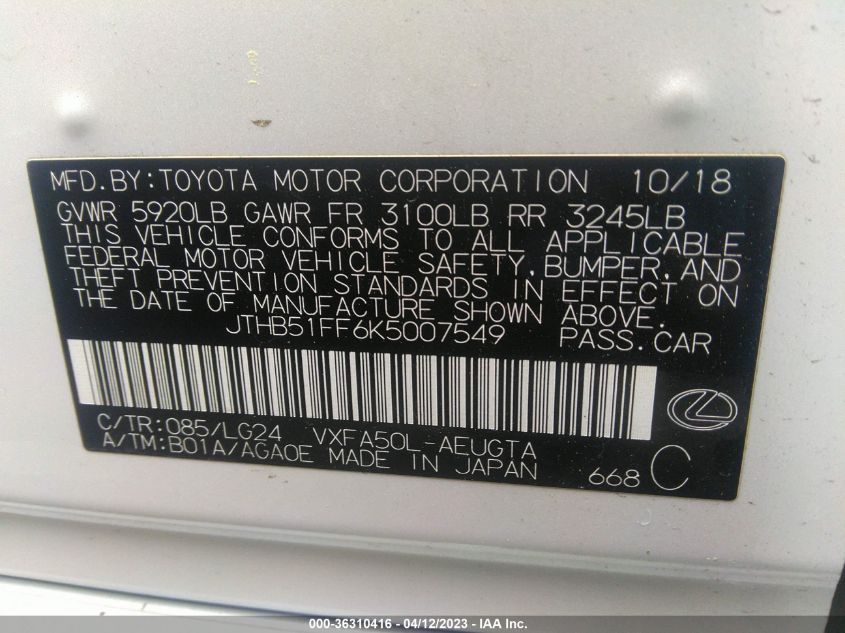 MFD.BY:TOYOTA MOTOR CORPORATION 10/18
GVWR 5920LB GAWR FR 3100LB RR 3245LB
THIS VEHICLE CONFORMS TO ALL APPLICABLE
FEDERAL MOTOR VEHICLE SAFETY,BUMPER,AND
THEFT PREVENTION STANDARDS IN EFFECT ON
THE DATE OF MANUFACTURE SHOWN ABOVE.
JTHB51FF6K5007549 PASS.CAR
C/TR:085/LG24 VXFA50L-AEUGTA
A/TM:B01A/AGA0E MADE IN JAPAN 668 C
000-36310416 - 04/12/2023 - IAA Inc.